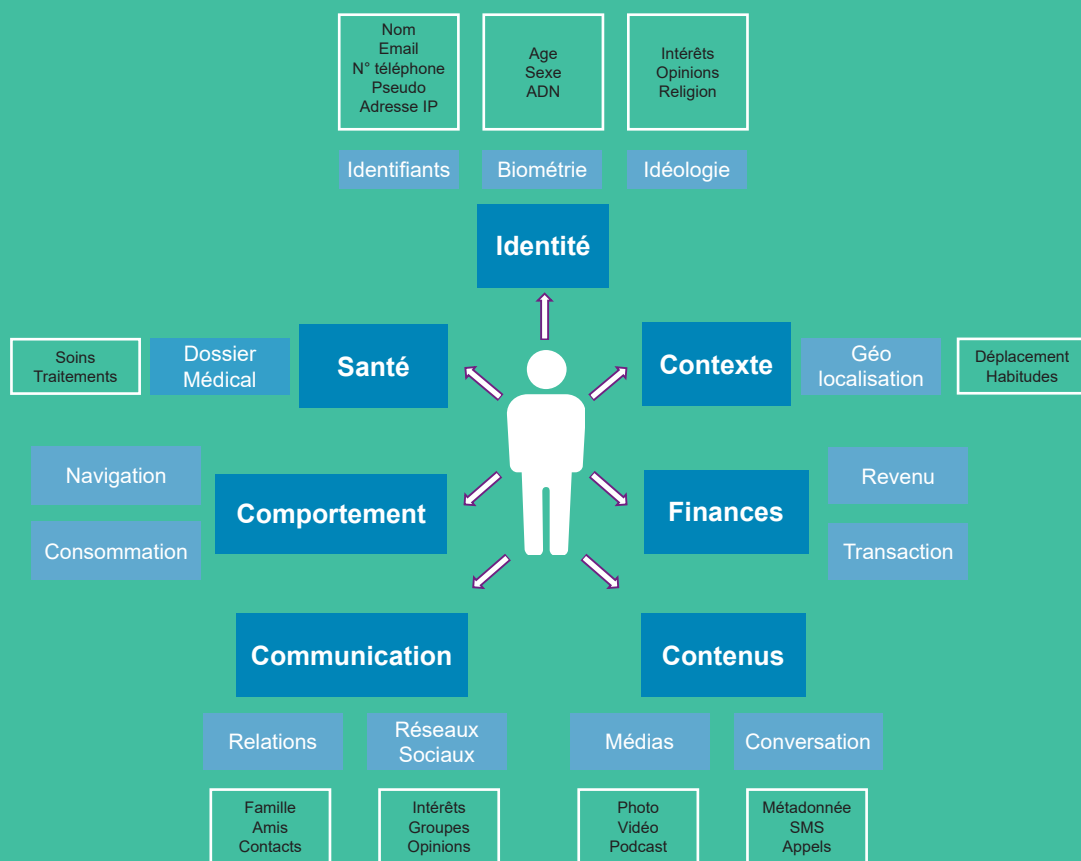 Nom
Email
N° téléphone
Pseudo
Adresse IP
Age
Sexe
ADN
Intérêts
Opinions
Religion
Identifiants
Biométrie
Idéologie
Identité
Soins
Traitements
Dossier
Médical
Santé
Contexte
Géo
localisation
Déplacement
Habitudes
Navigation
Consommation
Comportement
Finances
Revenu
Transaction
Communication
Contenus
Relations
Réseaux
Sociaux
Médias
Conversation
Famille
Amis
Contacts
Intérêts
Groupes
Opinions
Photo
Vidéo
Podcast
Métadonnée
SMS
Appels